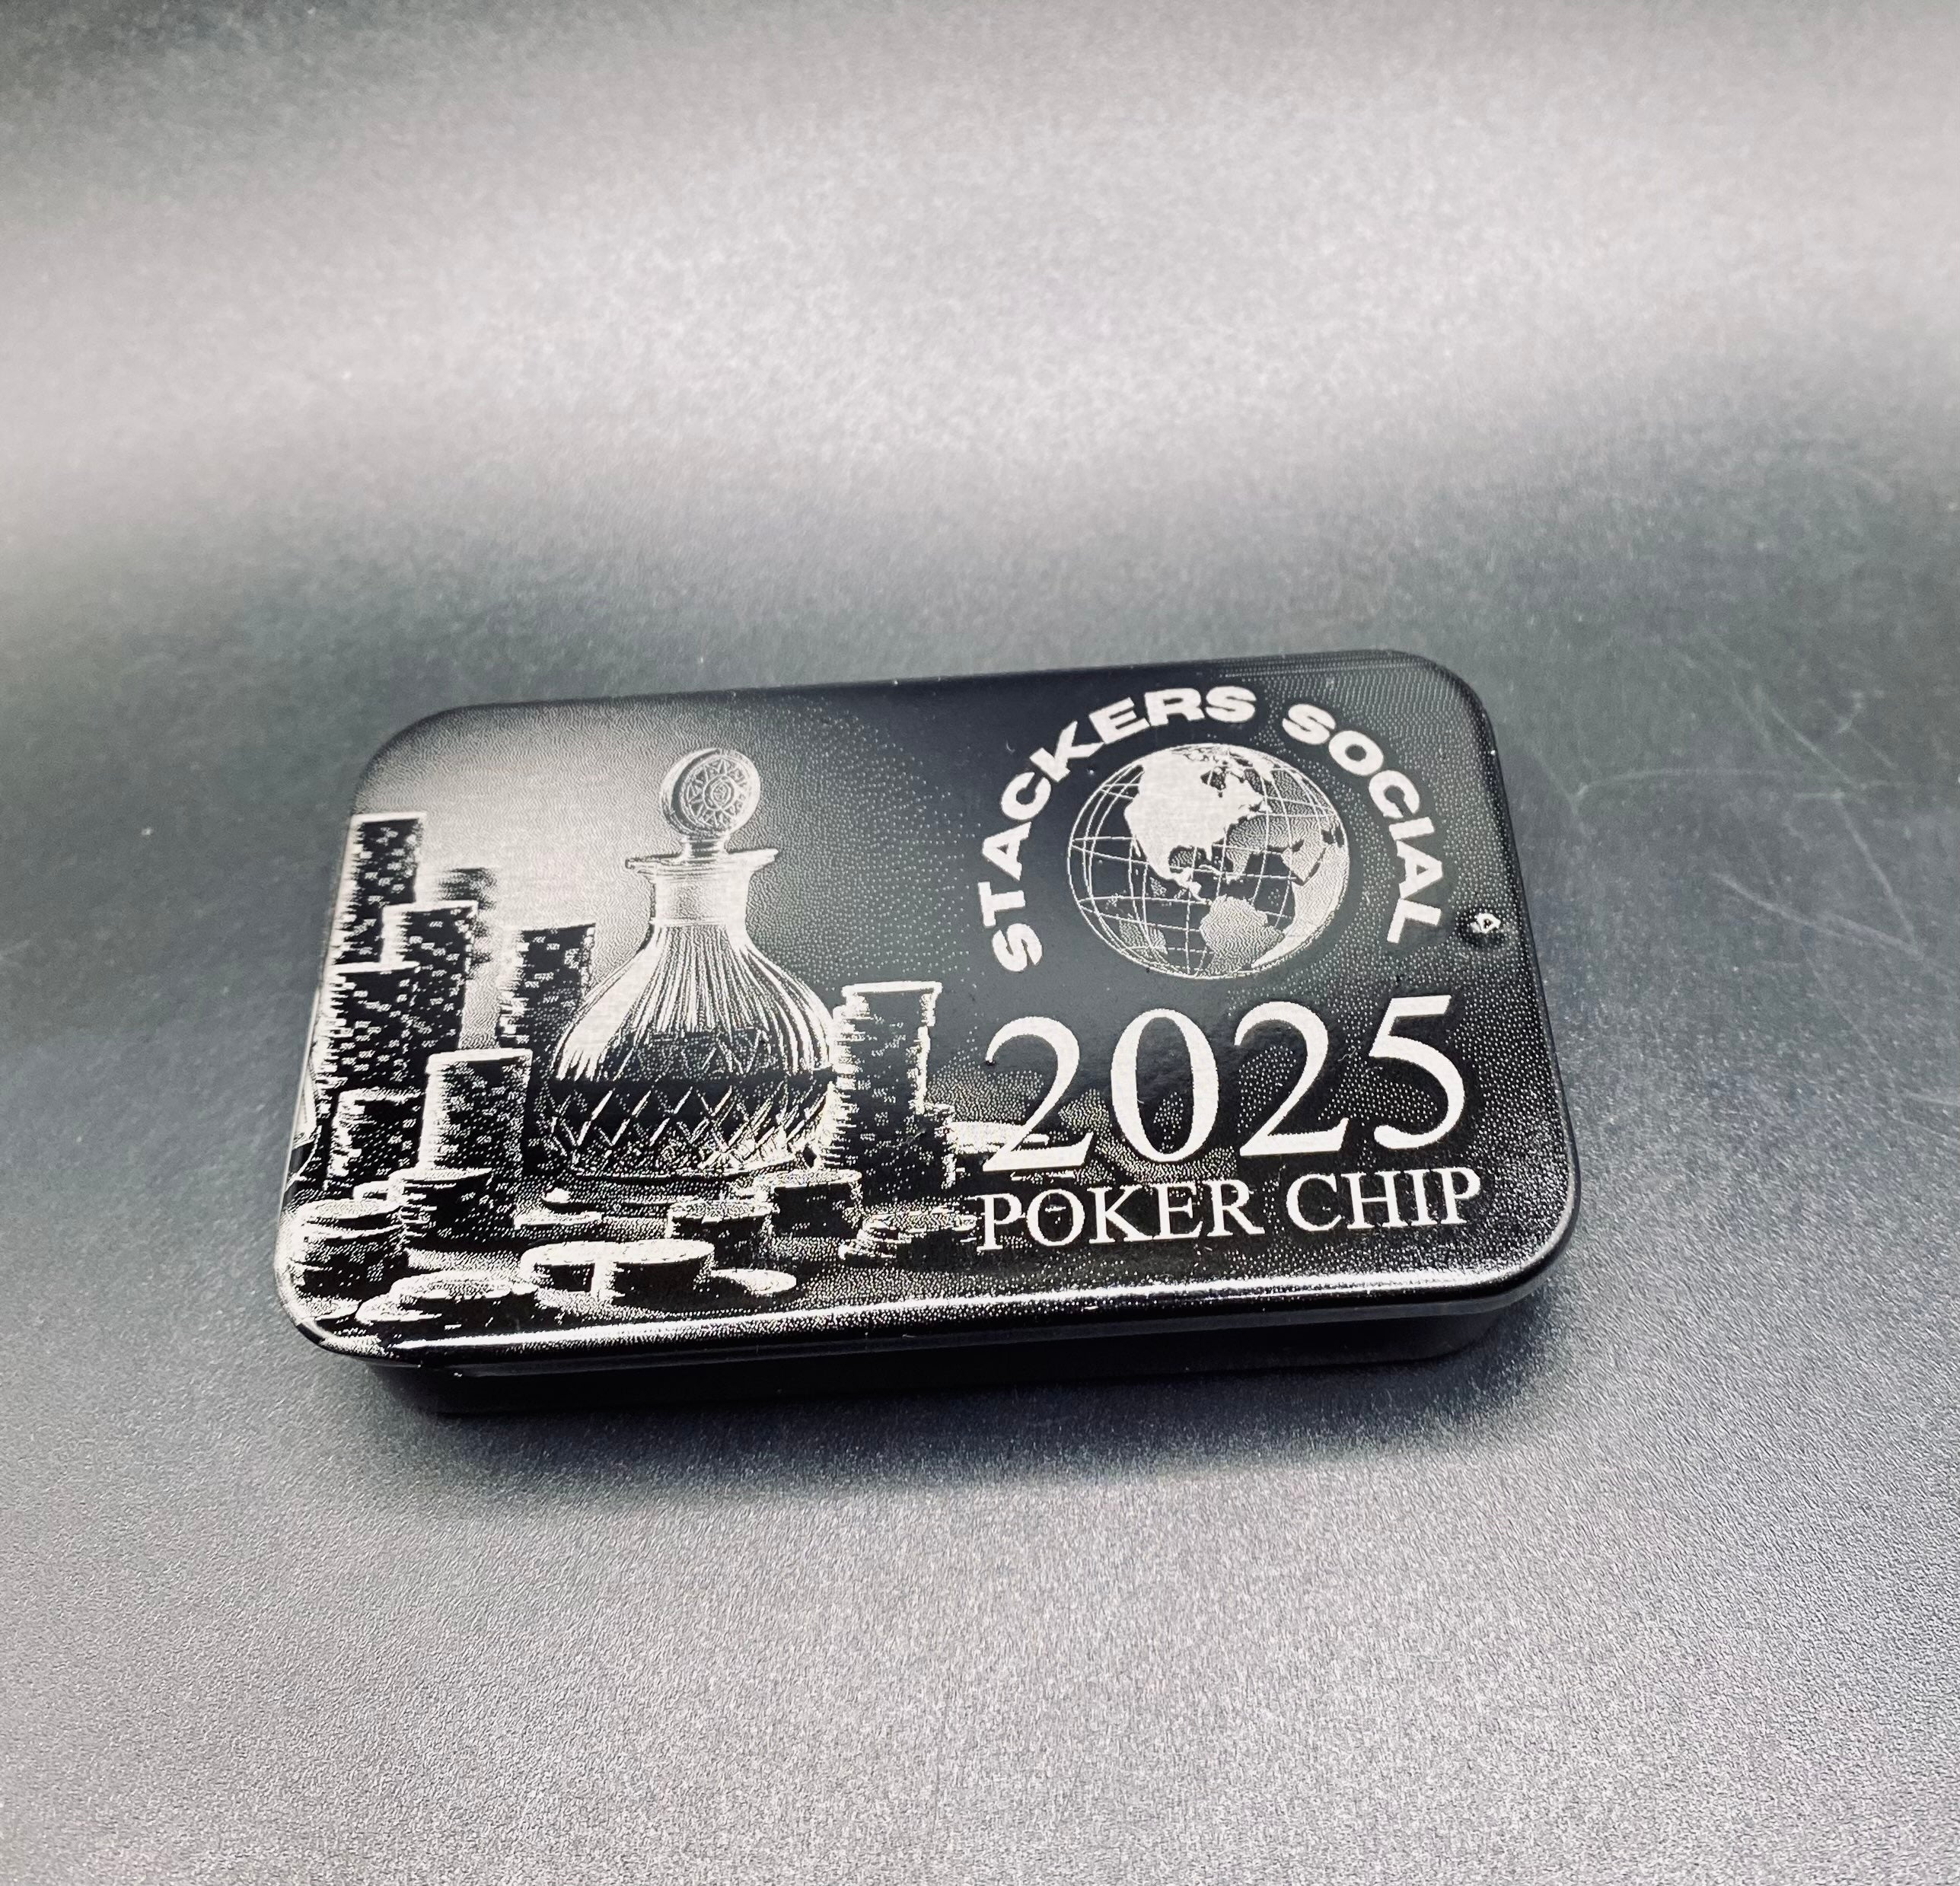 STACKERS SOCIAL
2025
POKER CHIP